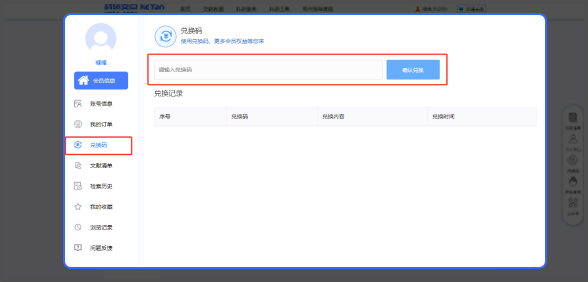 兑换码
使用兑换码，更多会员权益等您来
嘟嘟
会员信息
请输入兑换码
确认兑换
兑换记录
序号
兑换码
兑换内容
兑换时间
账号信息
我的订单
兑换码
文献清单
检索历史
我的收藏
浏览记录
问题反馈